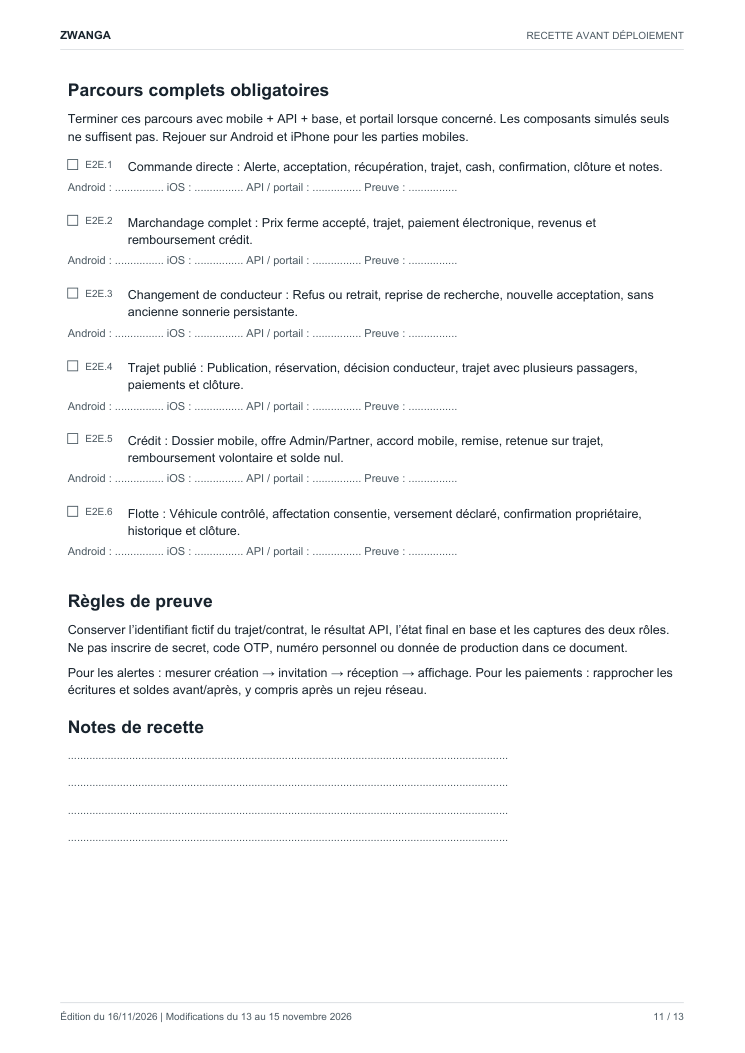 ZWANGA
RECETTE AVANT DÉPLOIEMENT
Parcours complets obligatoires
Terminer ces parcours avec mobile + API + base, et portail lorsque concerné. Les composants simulés seuls
ne suffisent pas. Rejouer sur Android et iPhone pour les parties mobiles.
☐ E2E.1 Commande directe : Alerte, acceptation, récupération, trajet, cash, confirmation, clôture et notes.
Android : ................ iOS : ................ API / portail : ................ Preuve : ................
☐ E2E.2 Marchandage complet : Prix ferme accepté, trajet, paiement électronique, revenus et
remboursement crédit.
Android : ................ iOS : ................ API / portail : ................ Preuve : ................
☐ E2E.3 Changement de conducteur : Refus ou retrait, reprise de recherche, nouvelle acceptation, sans
ancienne sonnerie persistante.
Android : ................ iOS : ................ API / portail : ................ Preuve : ................
☐ E2E.4 Trajet publié : Publication, réservation, décision conducteur, trajet avec plusieurs passagers,
paiements et clôture.
Android : ................ iOS : ................ API / portail : ................ Preuve : ................
☐ E2E.5 Crédit : Dossier mobile, offre Admin/Partner, accord mobile, remise, retenue sur trajet,
remboursement volontaire et solde nul.
Android : ................ iOS : ................ API / portail : ................ Preuve : ................
☐ E2E.6 Flotte : Véhicule contrôlé, affectation consentie, versement déclaré, confirmation propriétaire,
historique et clôture.
Android : ................ iOS : ................ API / portail : ................ Preuve : ................
Règles de preuve
Conserver l’identifiant fictif du trajet/contrat, le résultat API, l’état final en base et les captures des deux rôles.
Ne pas inscrire de secret, code OTP, numéro personnel ou donnée de production dans ce document.
Pour les alertes : mesurer création → invitation → réception → affichage. Pour les paiements : rapprocher les
écritures et soldes avant/après, y compris après un rejeu réseau.
Notes de recette
................................................................................................................................................
................................................................................................................................................
................................................................................................................................................
................................................................................................................................................
Édition du 16/11/2026 | Modifications du 13 au 15 novembre 2026
11 / 13